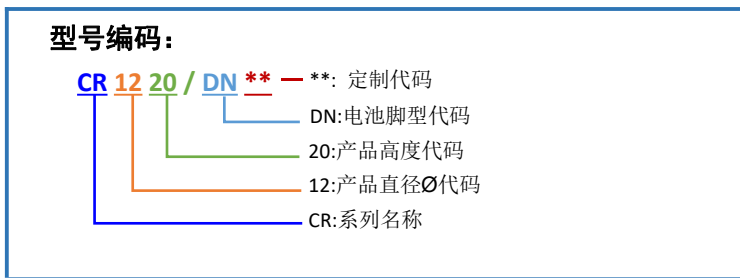 型号编码：
CR 12 20 / DN ** **: 定制代码
DN:电池脚型代码
20:产品高度代码
12:产品直径Ø代码
CR:系列名称